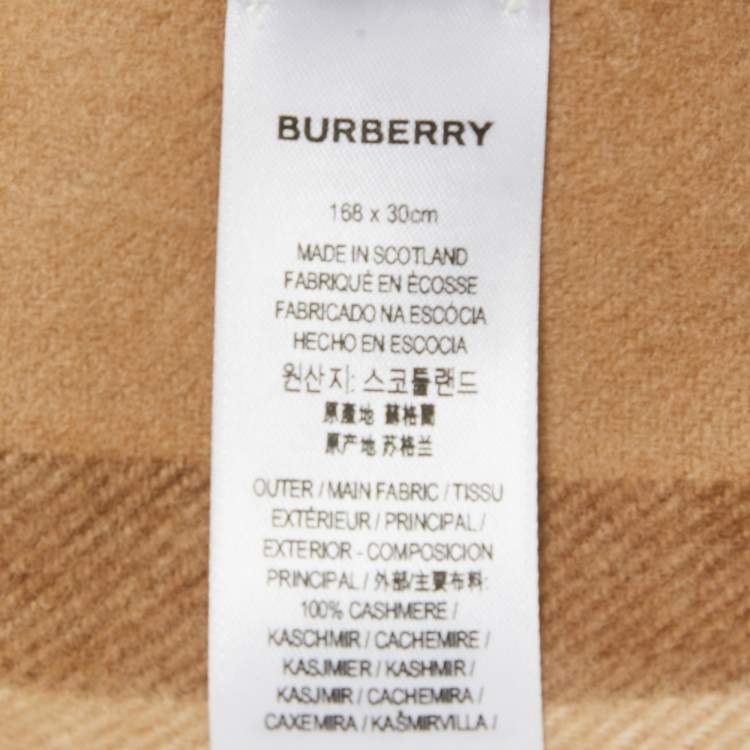 BURBERRY
168 x 30cm
MADE IN SCOTLAND
FABRIQUÉ EN ÉCOSSE
FABRICADO NA ESCÓCIA
HECHO EN ESCOCIA
원산지: 스코틀랜드
原產地 蘇格蘭
原产地 苏格兰
OUTER / MAIN FABRIC / TISSU
EXTÉRIEUR / PRINCIPAL /
EXTERIOR - COMPOSICION
PRINCIPAL / 外部/主要布料:
100% CASHMERE /
KASCHMIR / CACHEMIRE /
KASJMIER / KASHMIR /
KASJMIR / CACHEMIRA /
CAXEMIRA / KAŠMIRVILLA /